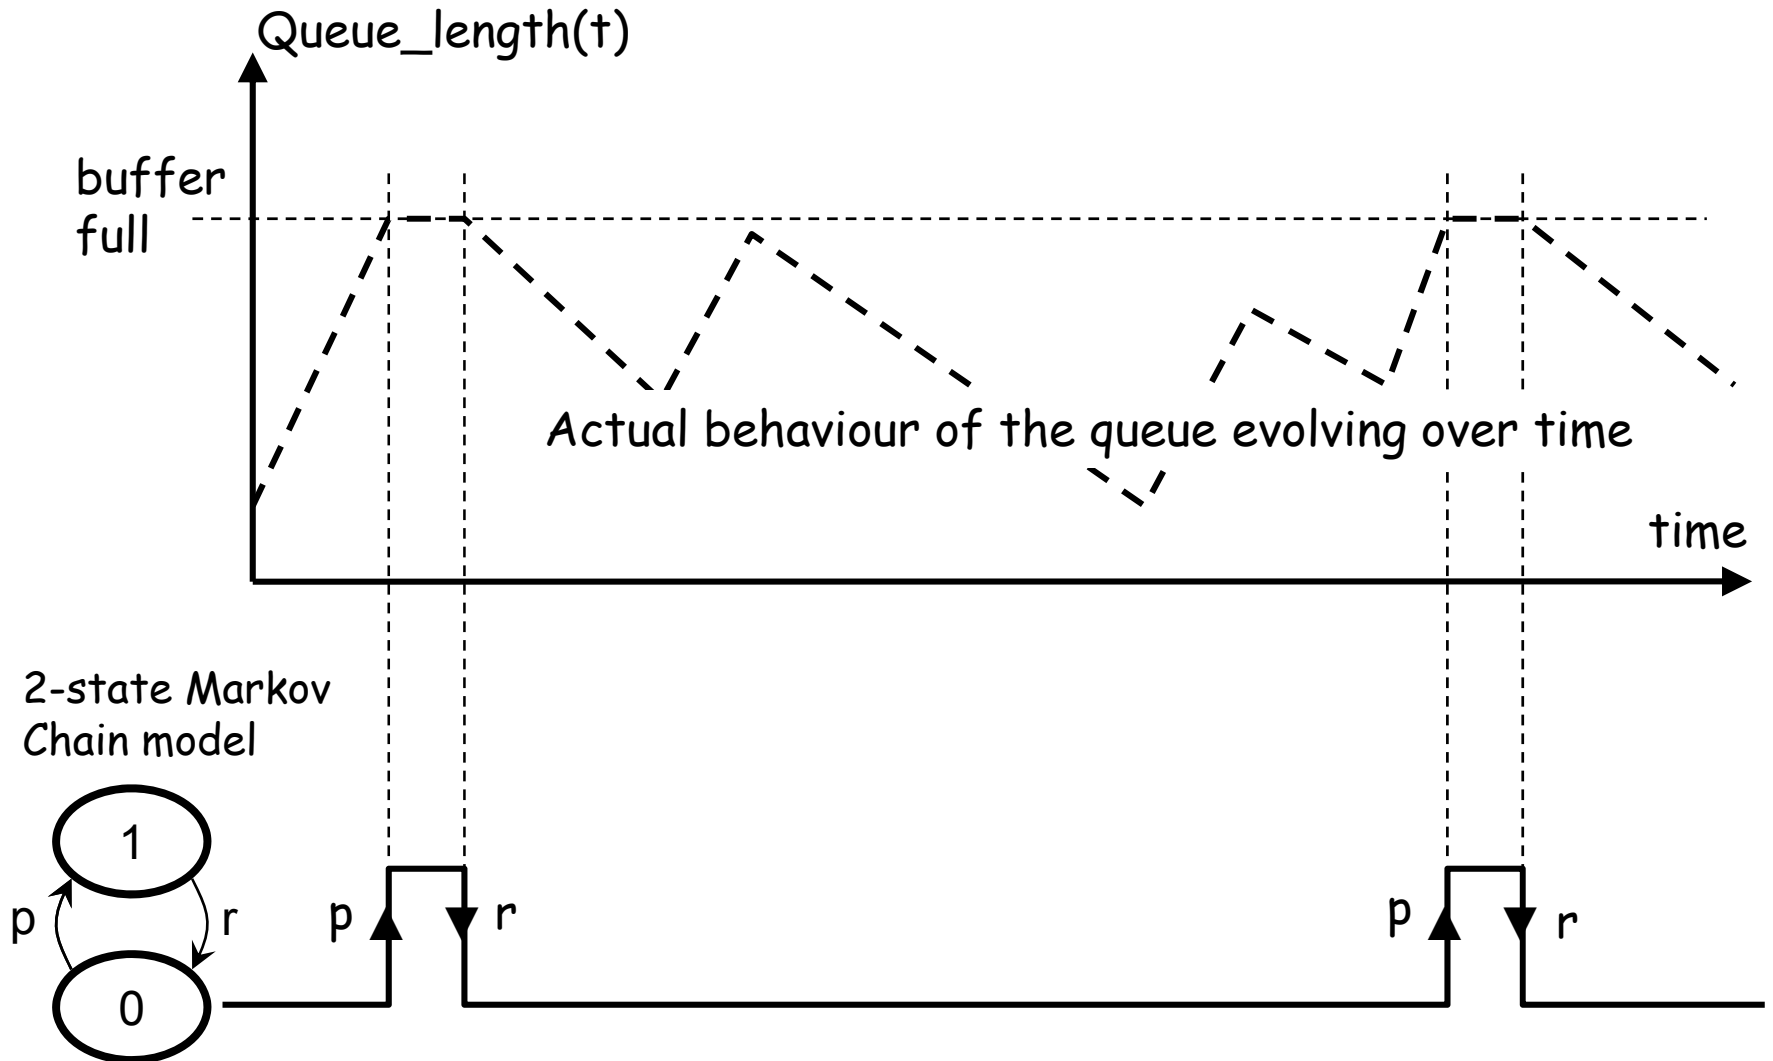 Queue_length(t)
buffer
full
Actual behaviour of the queue evolving over time
time
2-state Markov
Chain model
1
p
r
0
p
r
p
r